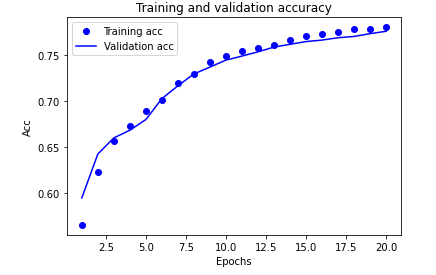 Training and validation accuracy
Training acc
Validation acc
Acc
0.75
0.70
0.65
0.60
2.5 5.0 7.5 10.0 12.5 15.0 17.5 20.0
Epochs